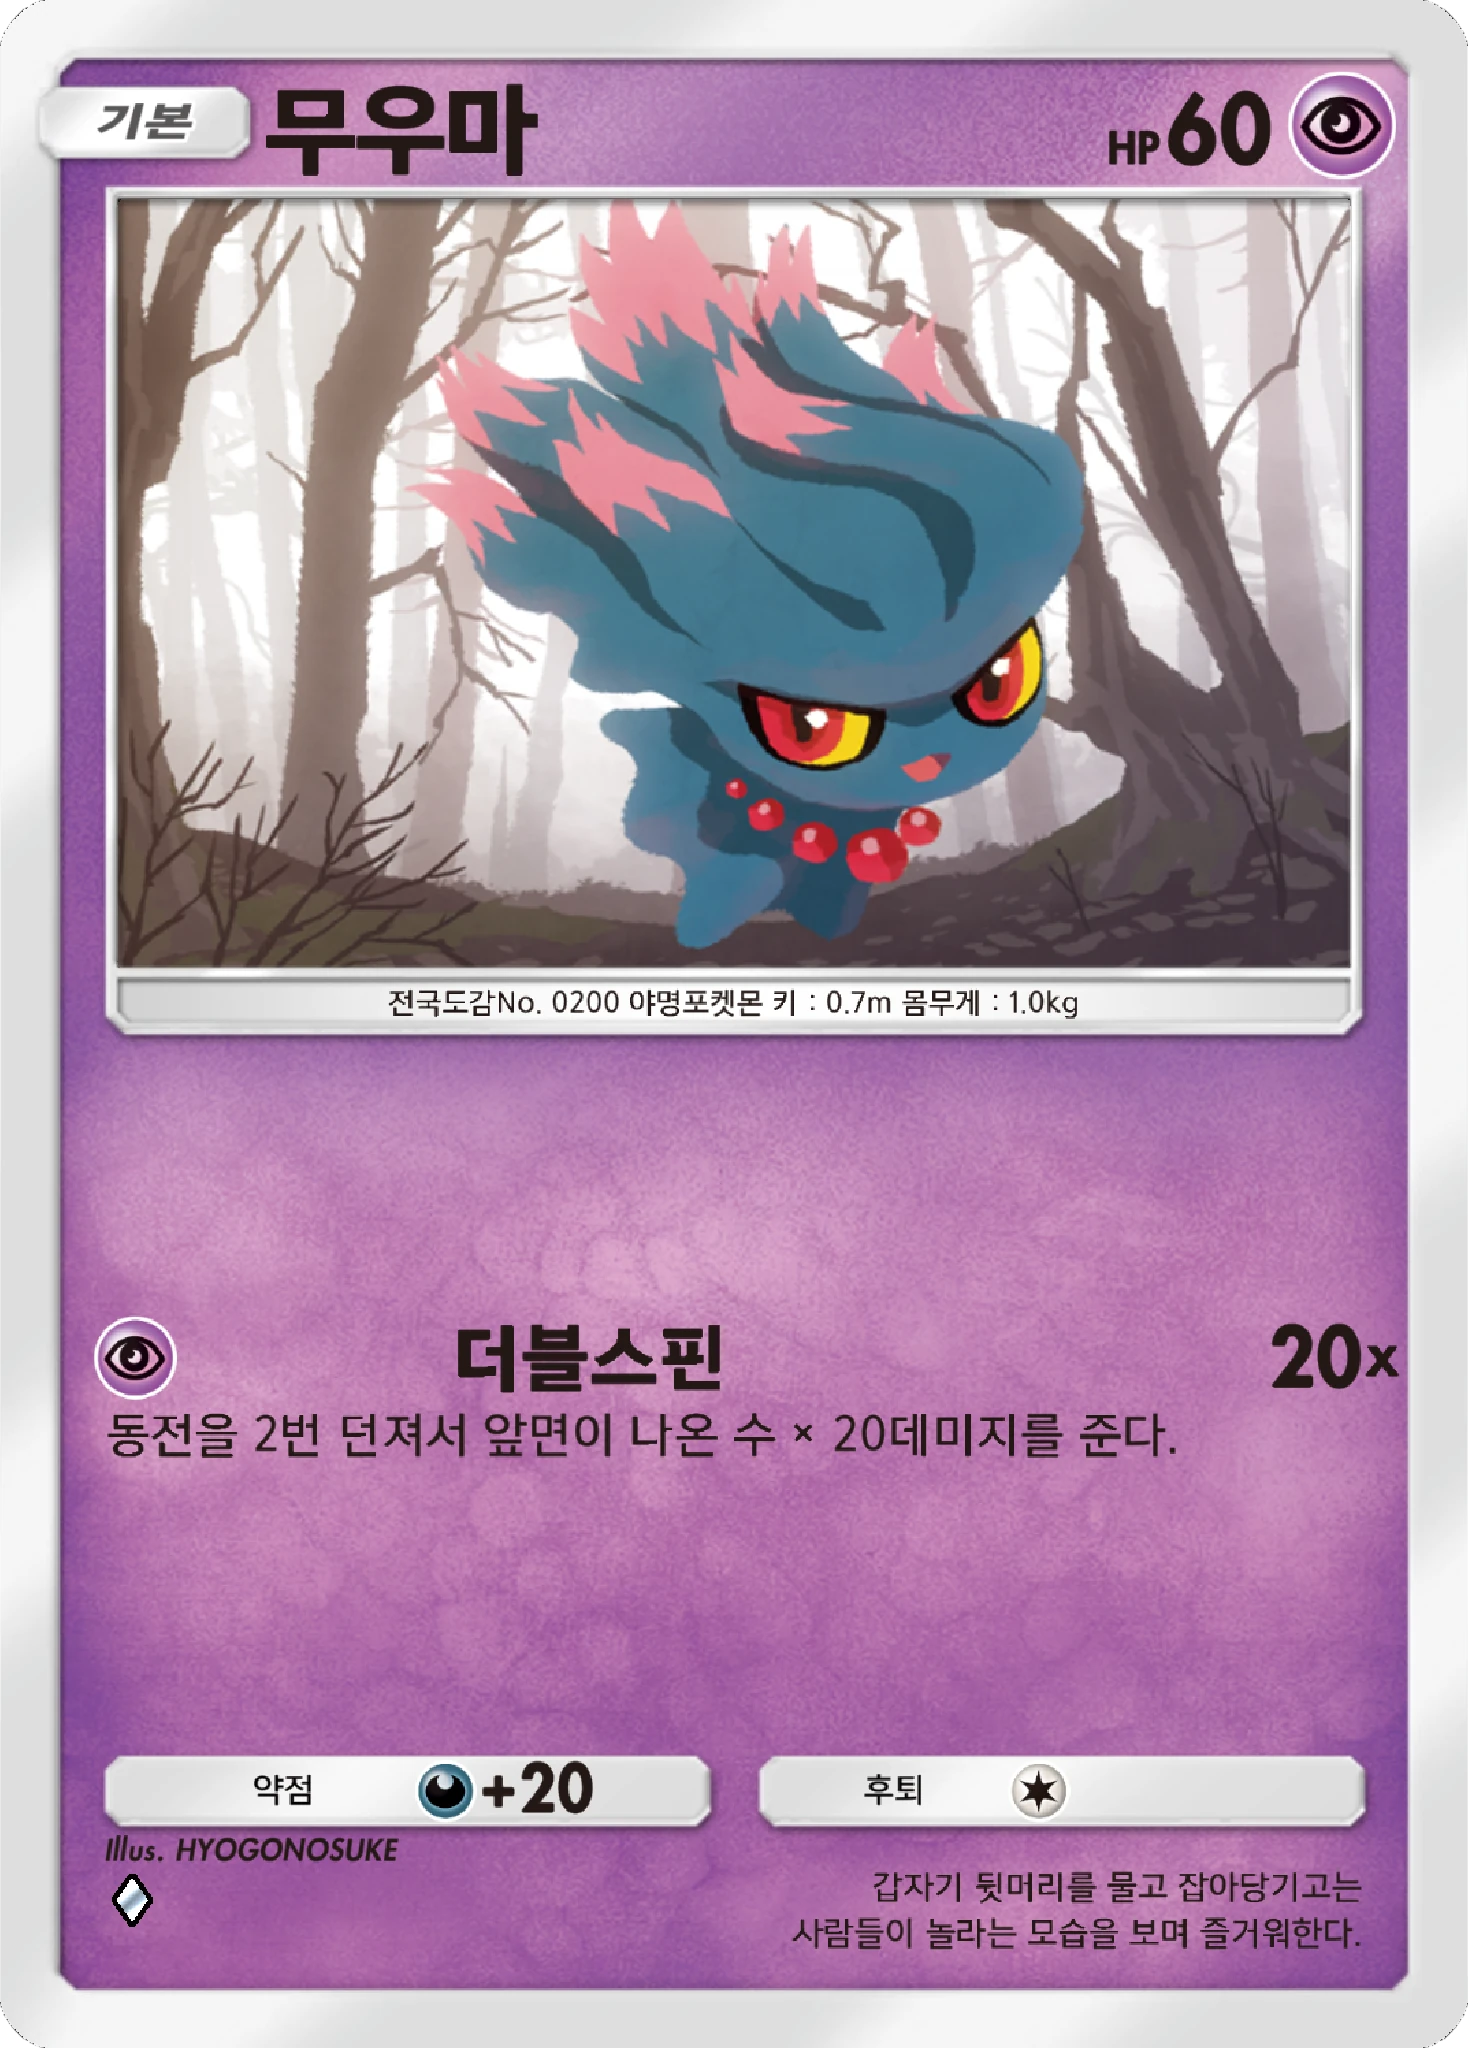 기본 무우마 HP 60
전국도감No. 0200 야명포켓몬 키 : 0.7m 몸무게 : 1.0kg
더블스핀 20x
동전을 2번 던져서 앞면이 나온 수 × 20데미지를 준다.
약점 +20 후퇴
Illus. HYOGONOSUKE
갑자기 뒷머리를 물고 잡아당기고는
사람들이 놀라는 모습을 보며 즐거워한다.